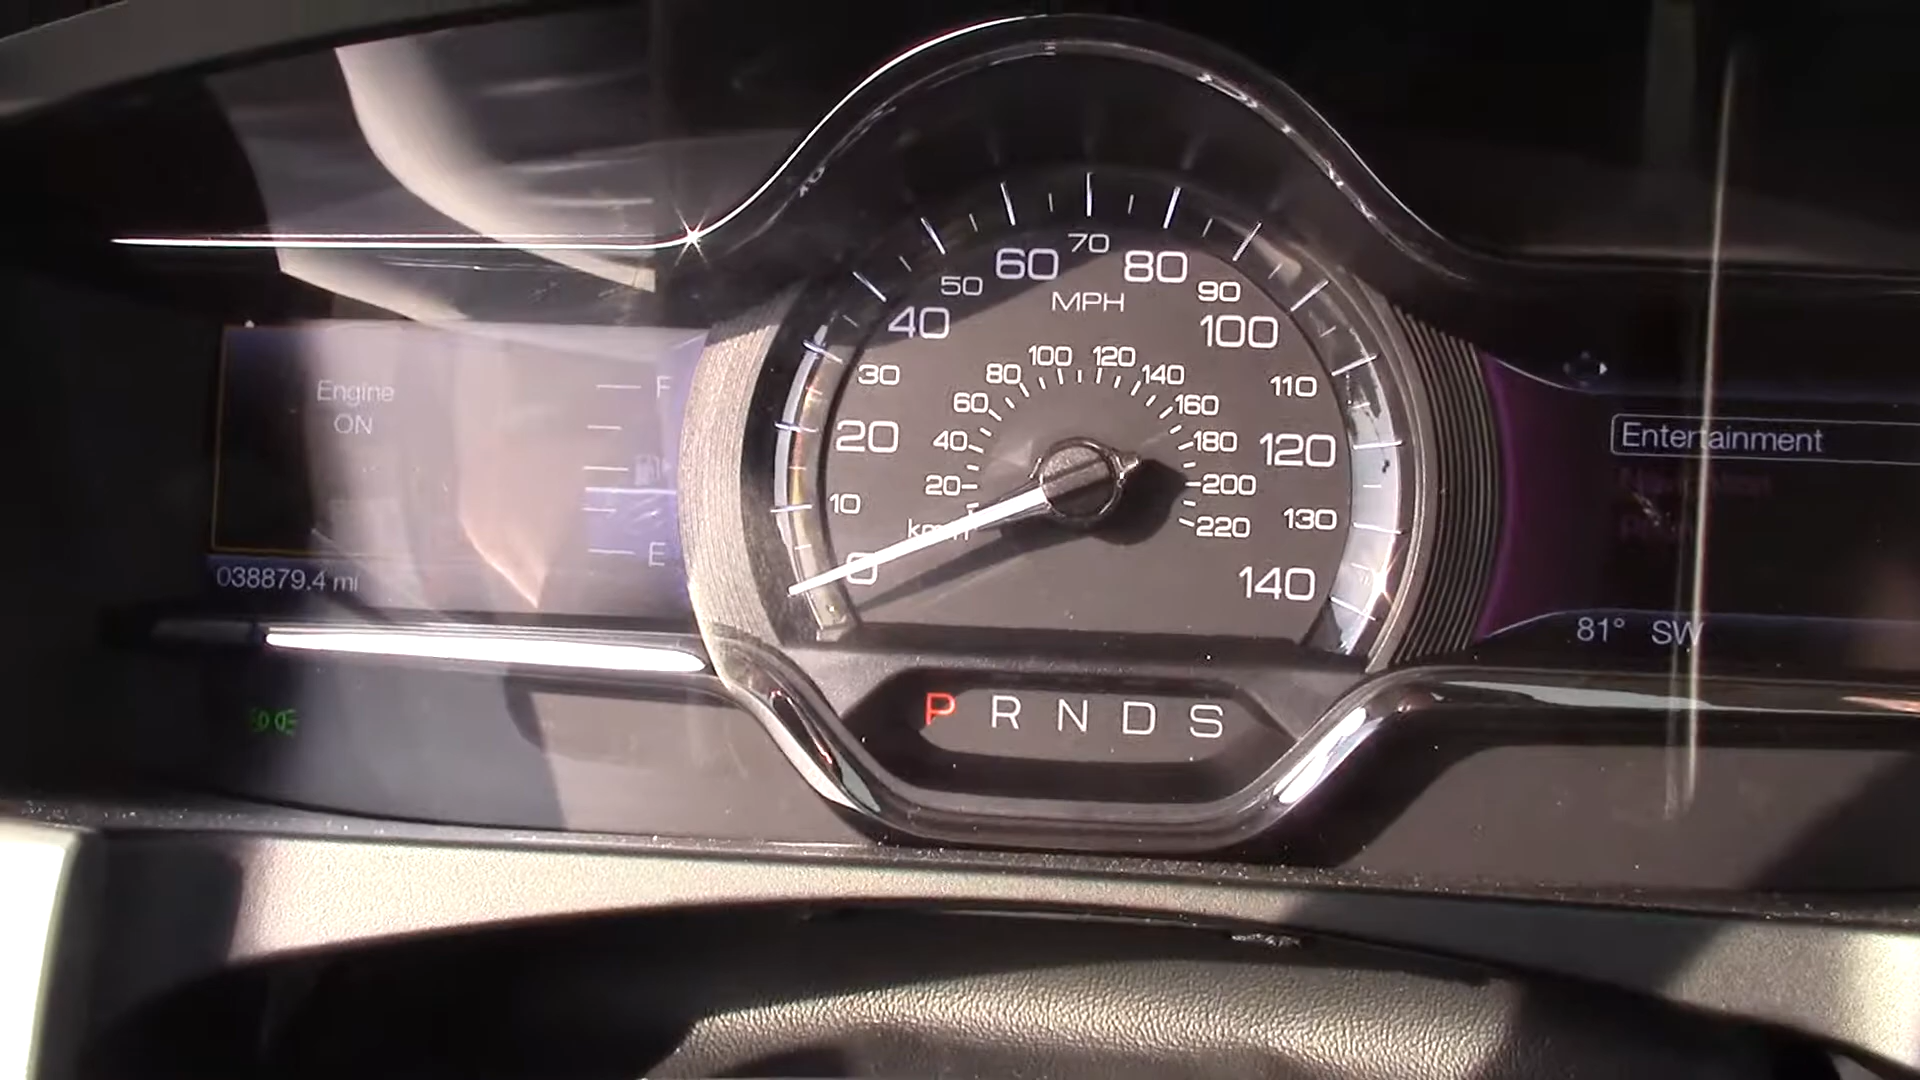 Engine
ON
F
E
038879.4 mi
0
10
20
30
40
50
60
70
80
90
100
110
120
130
140
MPH
20
40
60
80
100
120
140
160
180
200
220
P R N D S
Entertainment
81° SW